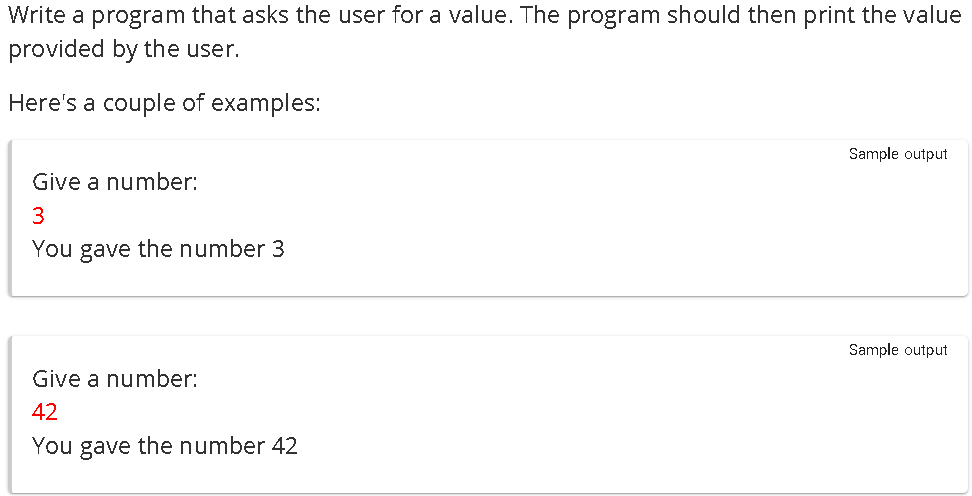 Write a program that asks the user for a value. The program should then print the value
provided by the user.
Here's a couple of examples:
Sample output
Give a number:
3
You gave the number 3
Sample output
Give a number:
42
You gave the number 42